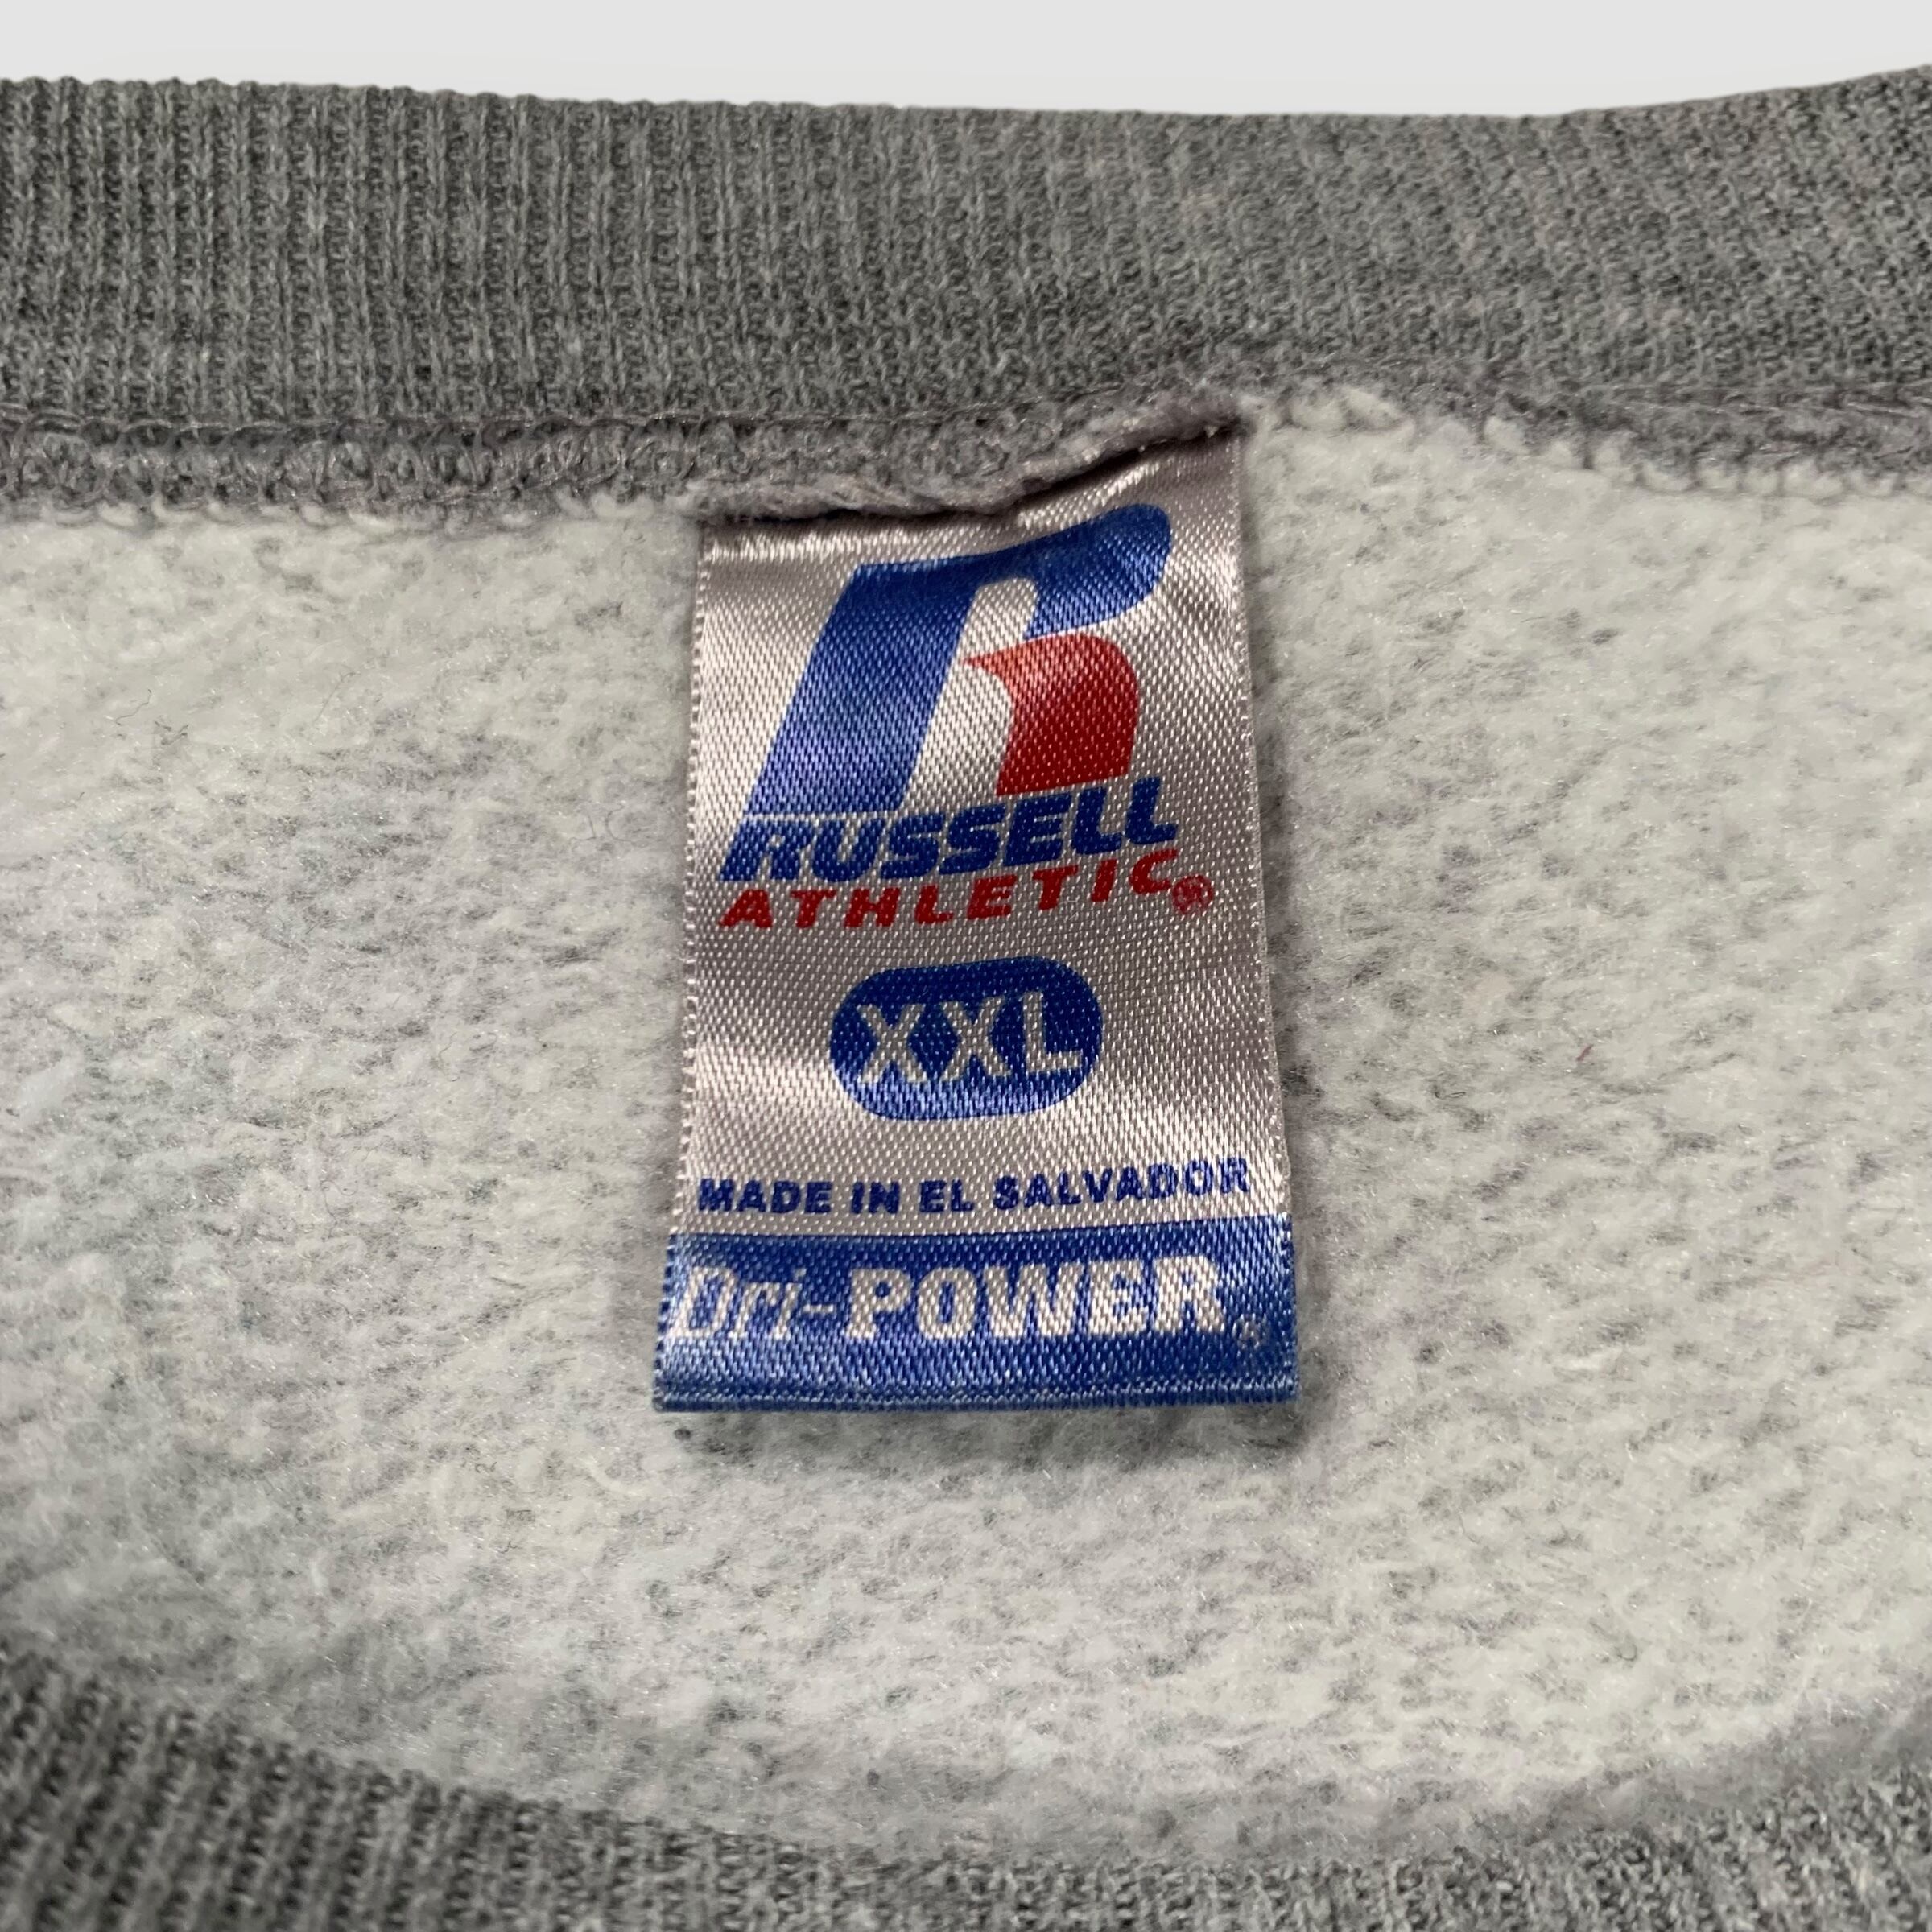 R
RUSSELL
ATHLETIC®
XXL
MADE IN EL SALVADOR
Dri-POWER®